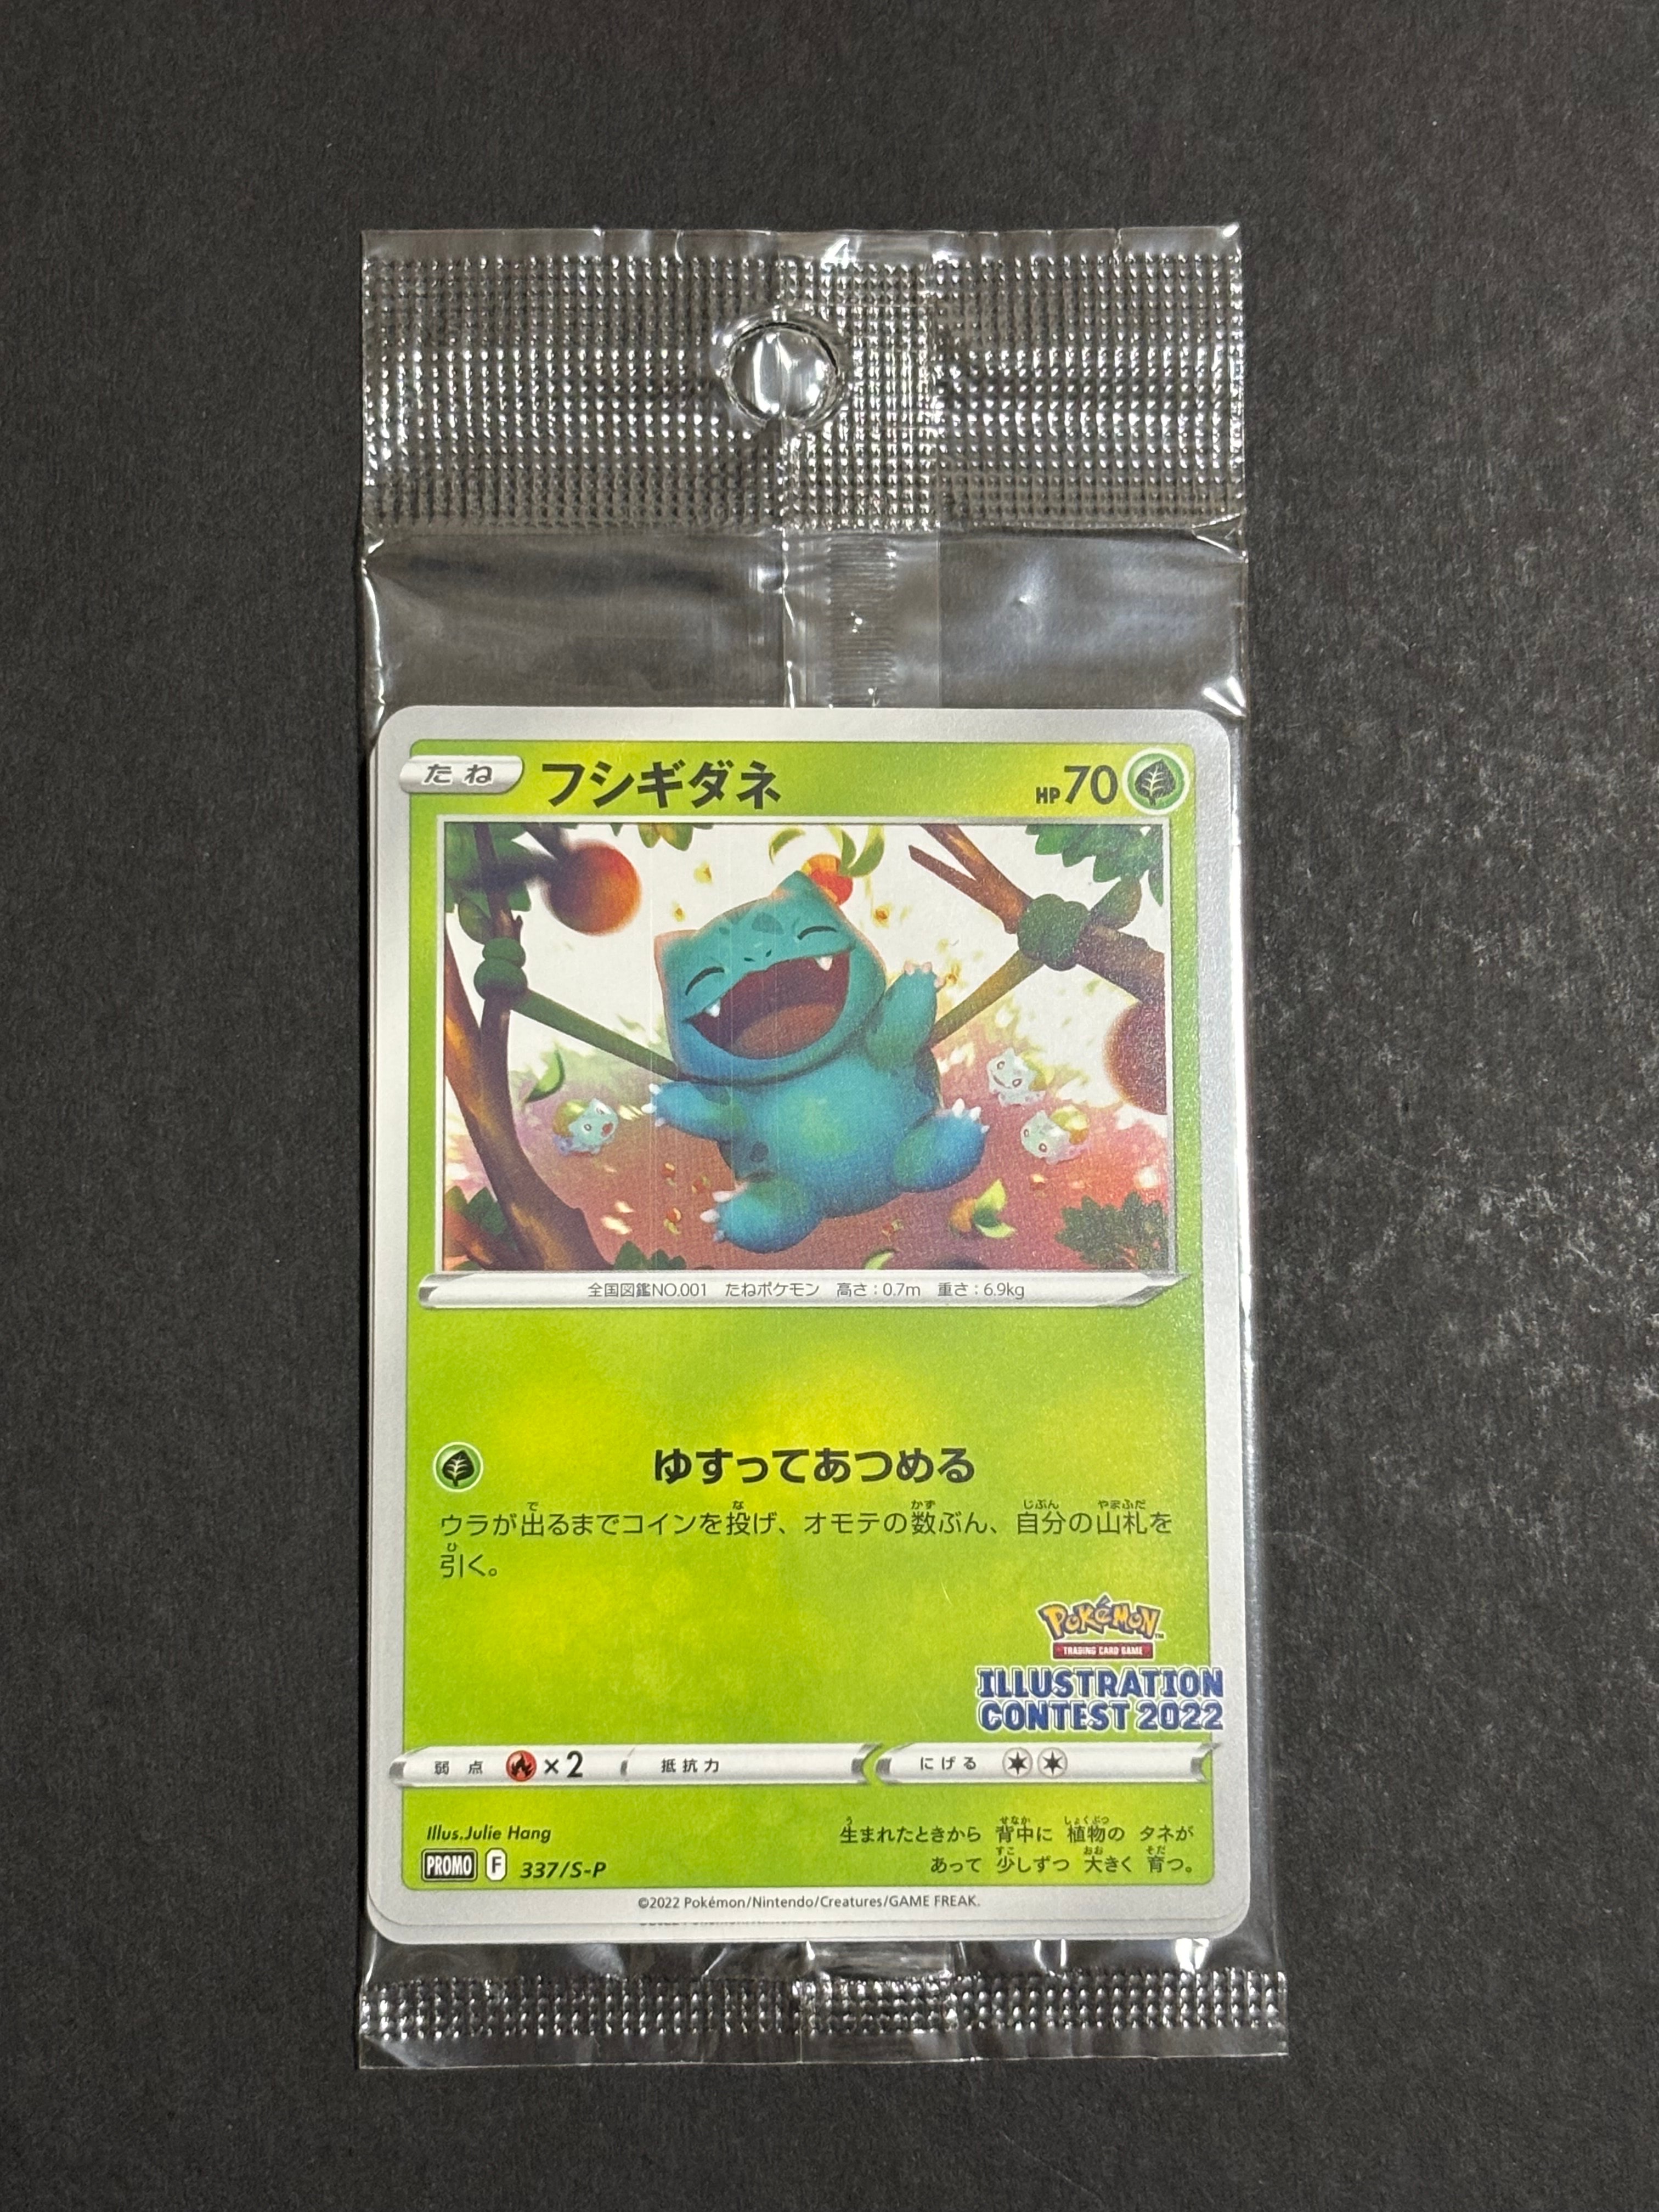 たね フシギダネ HP70
全国図鑑NO.001 たねポケモン 高さ:0.7m 重さ:6.9kg
ゆすってあつめる
ウラが出るまでコインを投げ、オモテの数ぶん、自分の山札を
引く。
Pokémon
TRADING CARD GAME
ILLUSTRATION
CONTEST 2022
弱点 ×2 抵抗力 にげる
Illus.Julie Hang
生まれたときから 背中に 植物の タネが
あって 少しずつ 大きく 育つ。
PROMO F 337/S-P
©2022 Pokémon/Nintendo/Creatures/GAME FREAK.